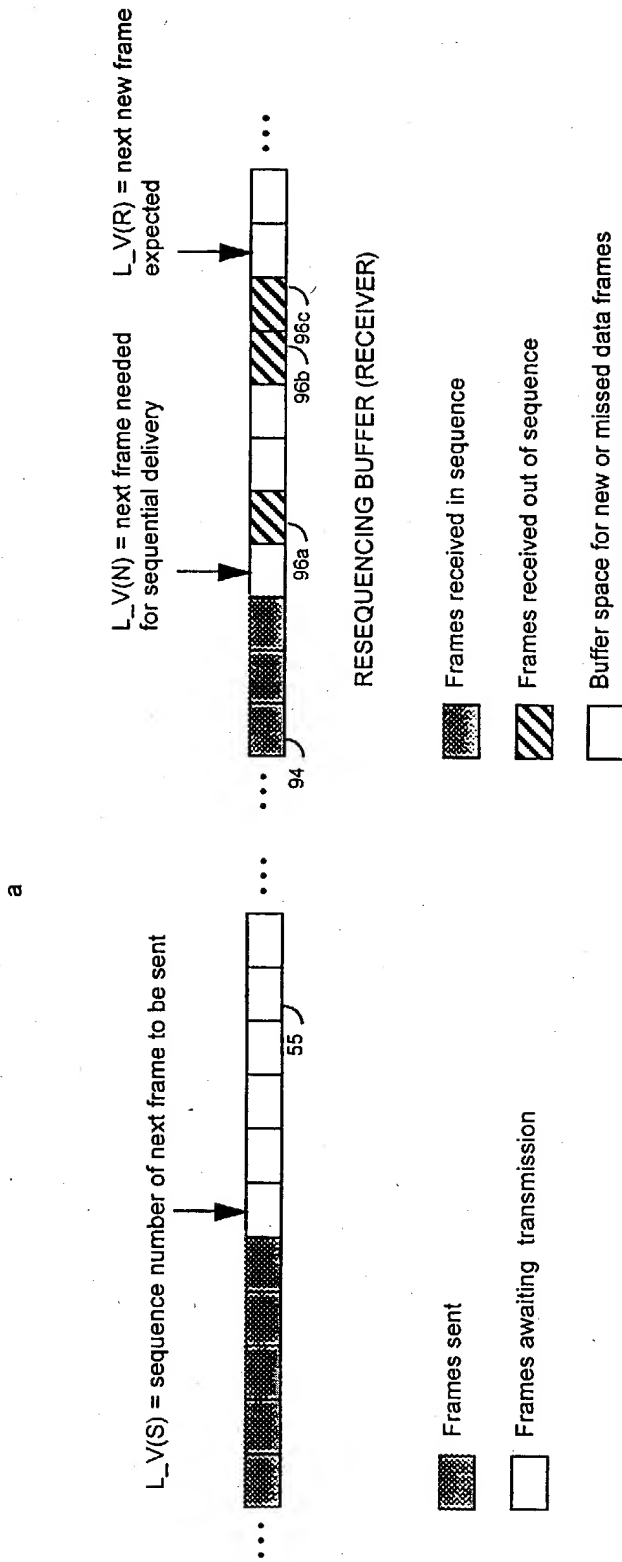 a
L_V(S) = sequence number of next frame to be sent
...
...
55
Frames sent
Frames awaiting transmission
L_V(N) = next frame needed
for sequential delivery
L_V(R) = next new frame
expected
...
...
94
96a
96b
96c
RESEQUENCING BUFFER (RECEIVER)
Frames received in sequence
Frames received out of sequence
Buffer space for new or missed data frames